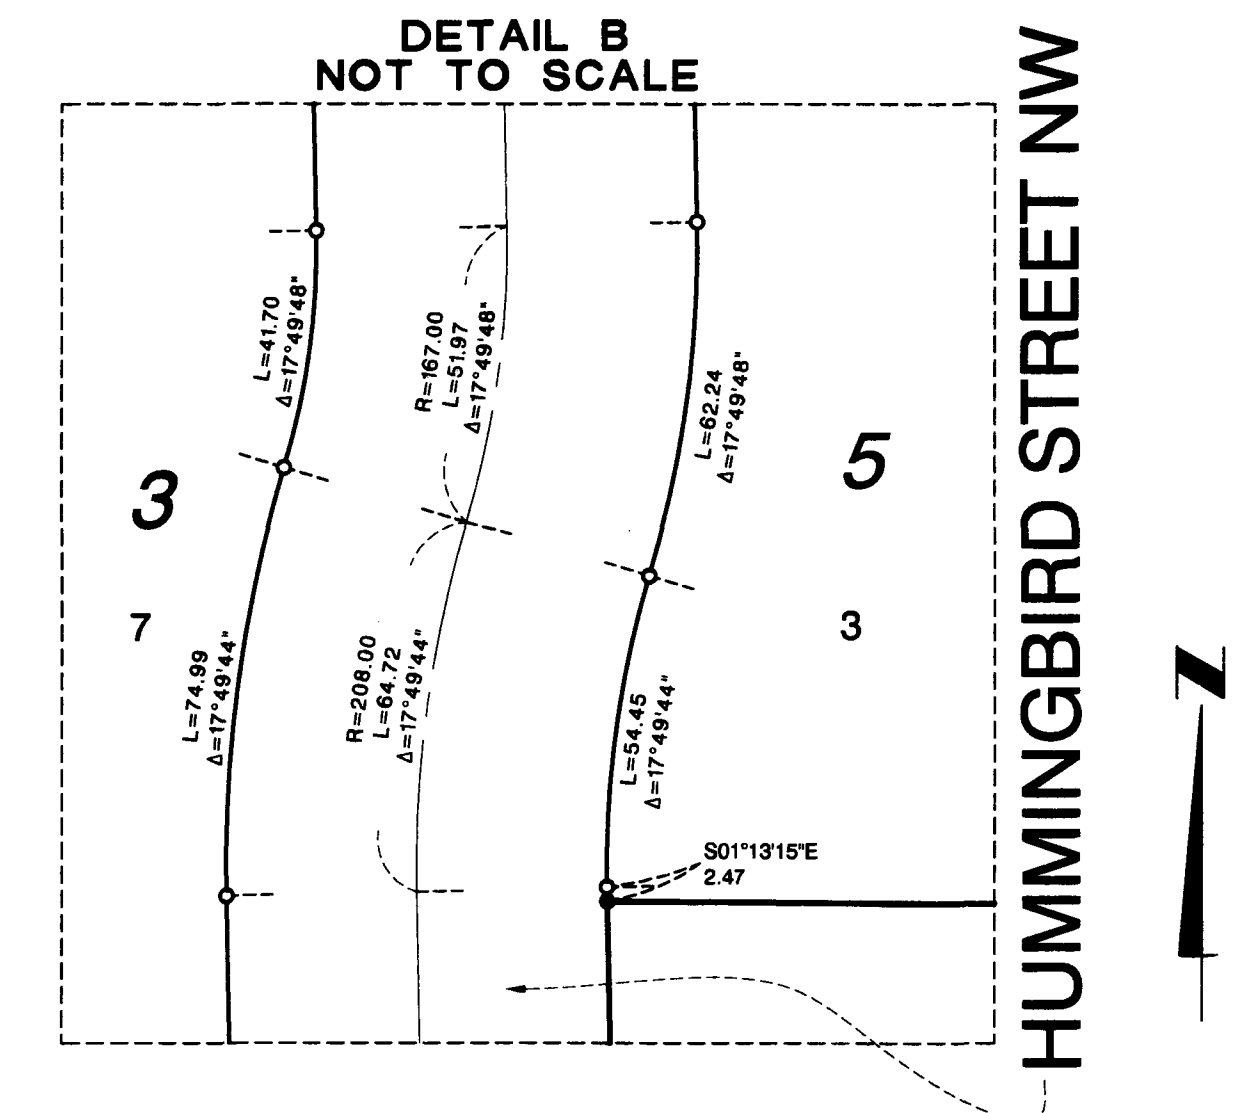 DETAIL B
NOT TO SCALE
HUMMINGBIRD STREET NW
L=41.70
Δ=17°49'48"
R=167.00
L=51.97
Δ=17°49'48"
L=62.24
Δ=17°49'48"
3
5
7
3
L=74.99
Δ=17°49'44"
R=208.00
L=64.72
Δ=17°49'44"
L=54.45
Δ=17°49'44"
S01°13'15"E
2.47
N